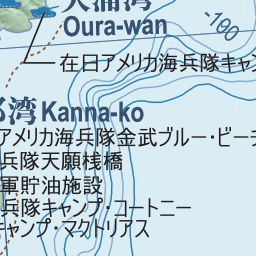 大浦湾
Oura-wan
-100
在日アメリカ海兵隊キャン
湾 Kanna-ko
アメリカ海兵隊金武ブルー・ビーチ
兵隊天願桟橋
軍貯油施設
兵隊キャンプ・コートニー
キャンプ・マクトリアス